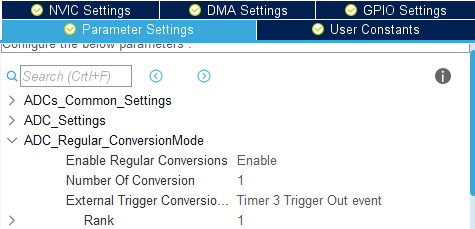 NVIC Settings DMA Settings GPIO Settings
Parameter Settings User Constants
Configure the below parameters :
Search (Crtl+F)
ADCs_Common_Settings
ADC_Settings
ADC_Regular_ConversionMode
Enable Regular Conversions Enable
Number Of Conversion 1
External Trigger Conversio... Timer 3 Trigger Out event
Rank 1